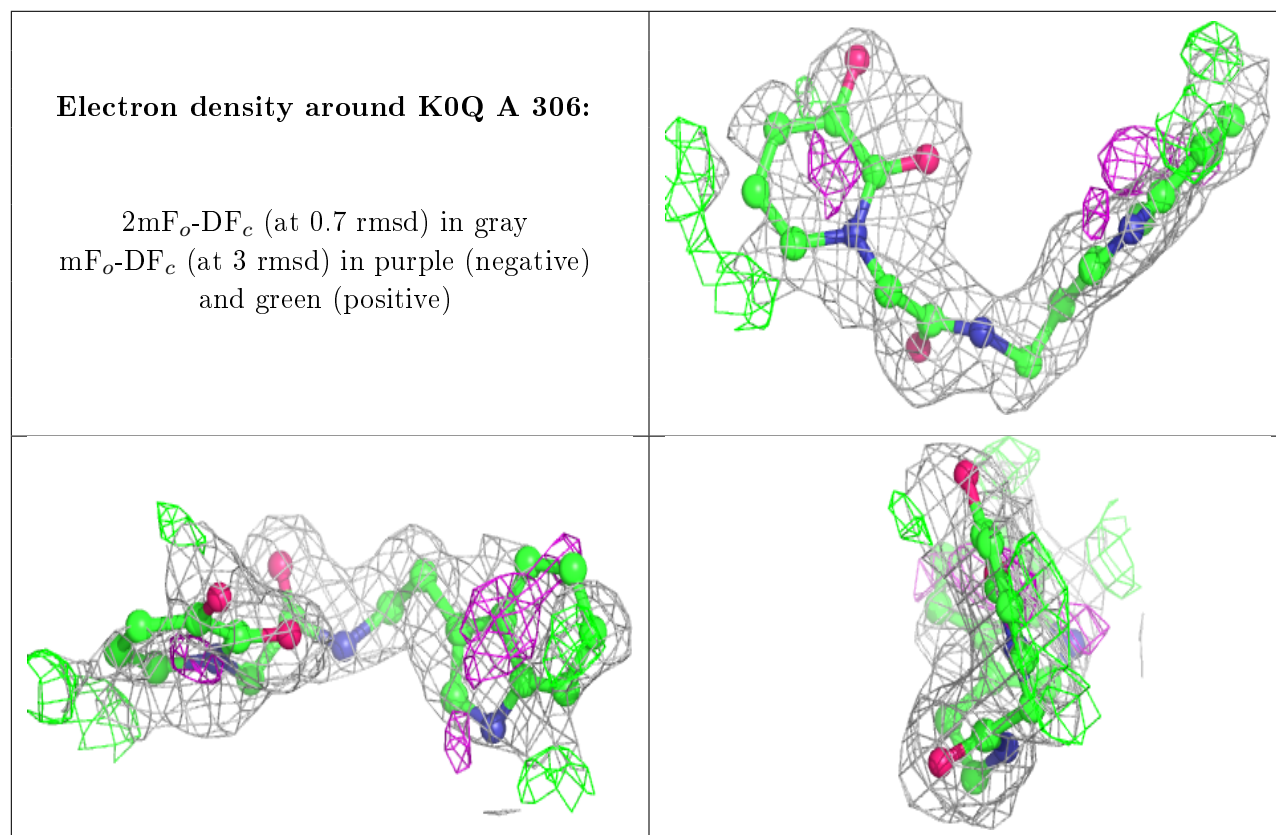 Electron density around K0Q A 306:
2mFₒ-DF𝒸 (at 0.7 rmsd) in gray
mFₒ-DF𝒸 (at 3 rmsd) in purple (negative)
and green (positive)